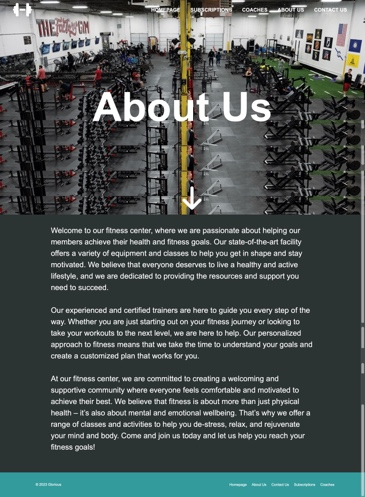 THE
GYM
HOMEPAGE SUBSCRIPTIONS COACHES ABOUT US CONTACT US
About Us
Welcome to our fitness center, where we are passionate about helping our
members achieve their health and fitness goals. Our state-of-the-art facility
offers a variety of equipment and classes to help you get in shape and stay
motivated. We believe that everyone deserves to live a healthy and active
lifestyle, and we are dedicated to providing the resources and support you
need to succeed.
Our experienced and certified trainers are here to guide you every step of the
way. Whether you are just starting out on your fitness journey or looking to
take your workouts to the next level, we are here to help. Our personalized
approach to fitness means that we take the time to understand your goals and
create a customized plan that works for you.
At our fitness center, we are committed to creating a welcoming and
supportive community where everyone feels comfortable and motivated to
achieve their best. We believe that fitness is about more than just physical
health – it's also about mental and emotional wellbeing. That's why we offer a
range of classes and activities to help you de-stress, relax, and rejuvenate
your mind and body. Come and join us today and let us help you reach your
fitness goals!
Homepage About Us Contact Us Subscriptions Coaches